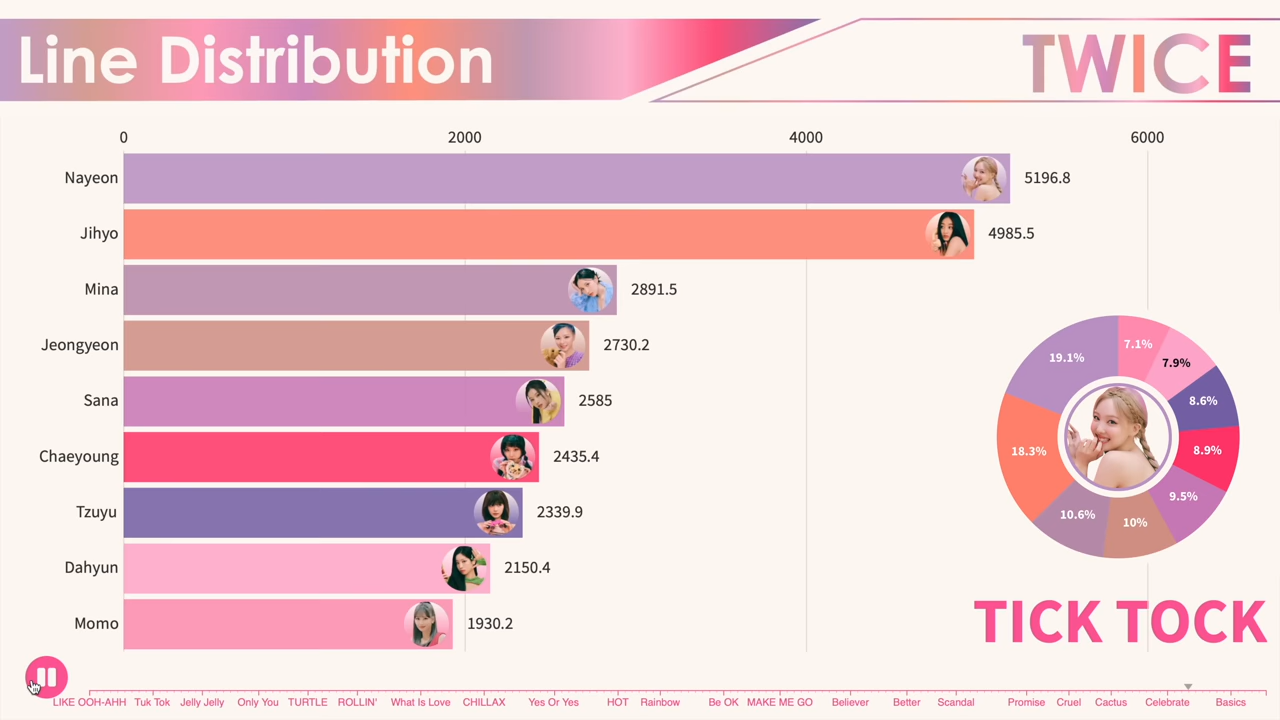 Line Distribution
TWICE
0 2000 4000 6000
Nayeon 5196.8
Jihyo 4985.5
Mina 2891.5
Jeongyeon 2730.2
Sana 2585
Chaeyoung 2435.4
Tzuyu 2339.9
Dahyun 2150.4
Momo 1930.2
19.1% 7.1%
7.9%
8.6%
18.3% 8.9%
9.5%
10.6% 10%
TICK TOCK
LIKE OOH-AHH Tuk Tok Jelly Jelly Only You TURTLE ROLLIN' What Is Love CHILLAX Yes Or Yes HOT Rainbow Be OK MAKE ME GO Believer Better Scandal Promise Cruel Cactus Celebrate Basics